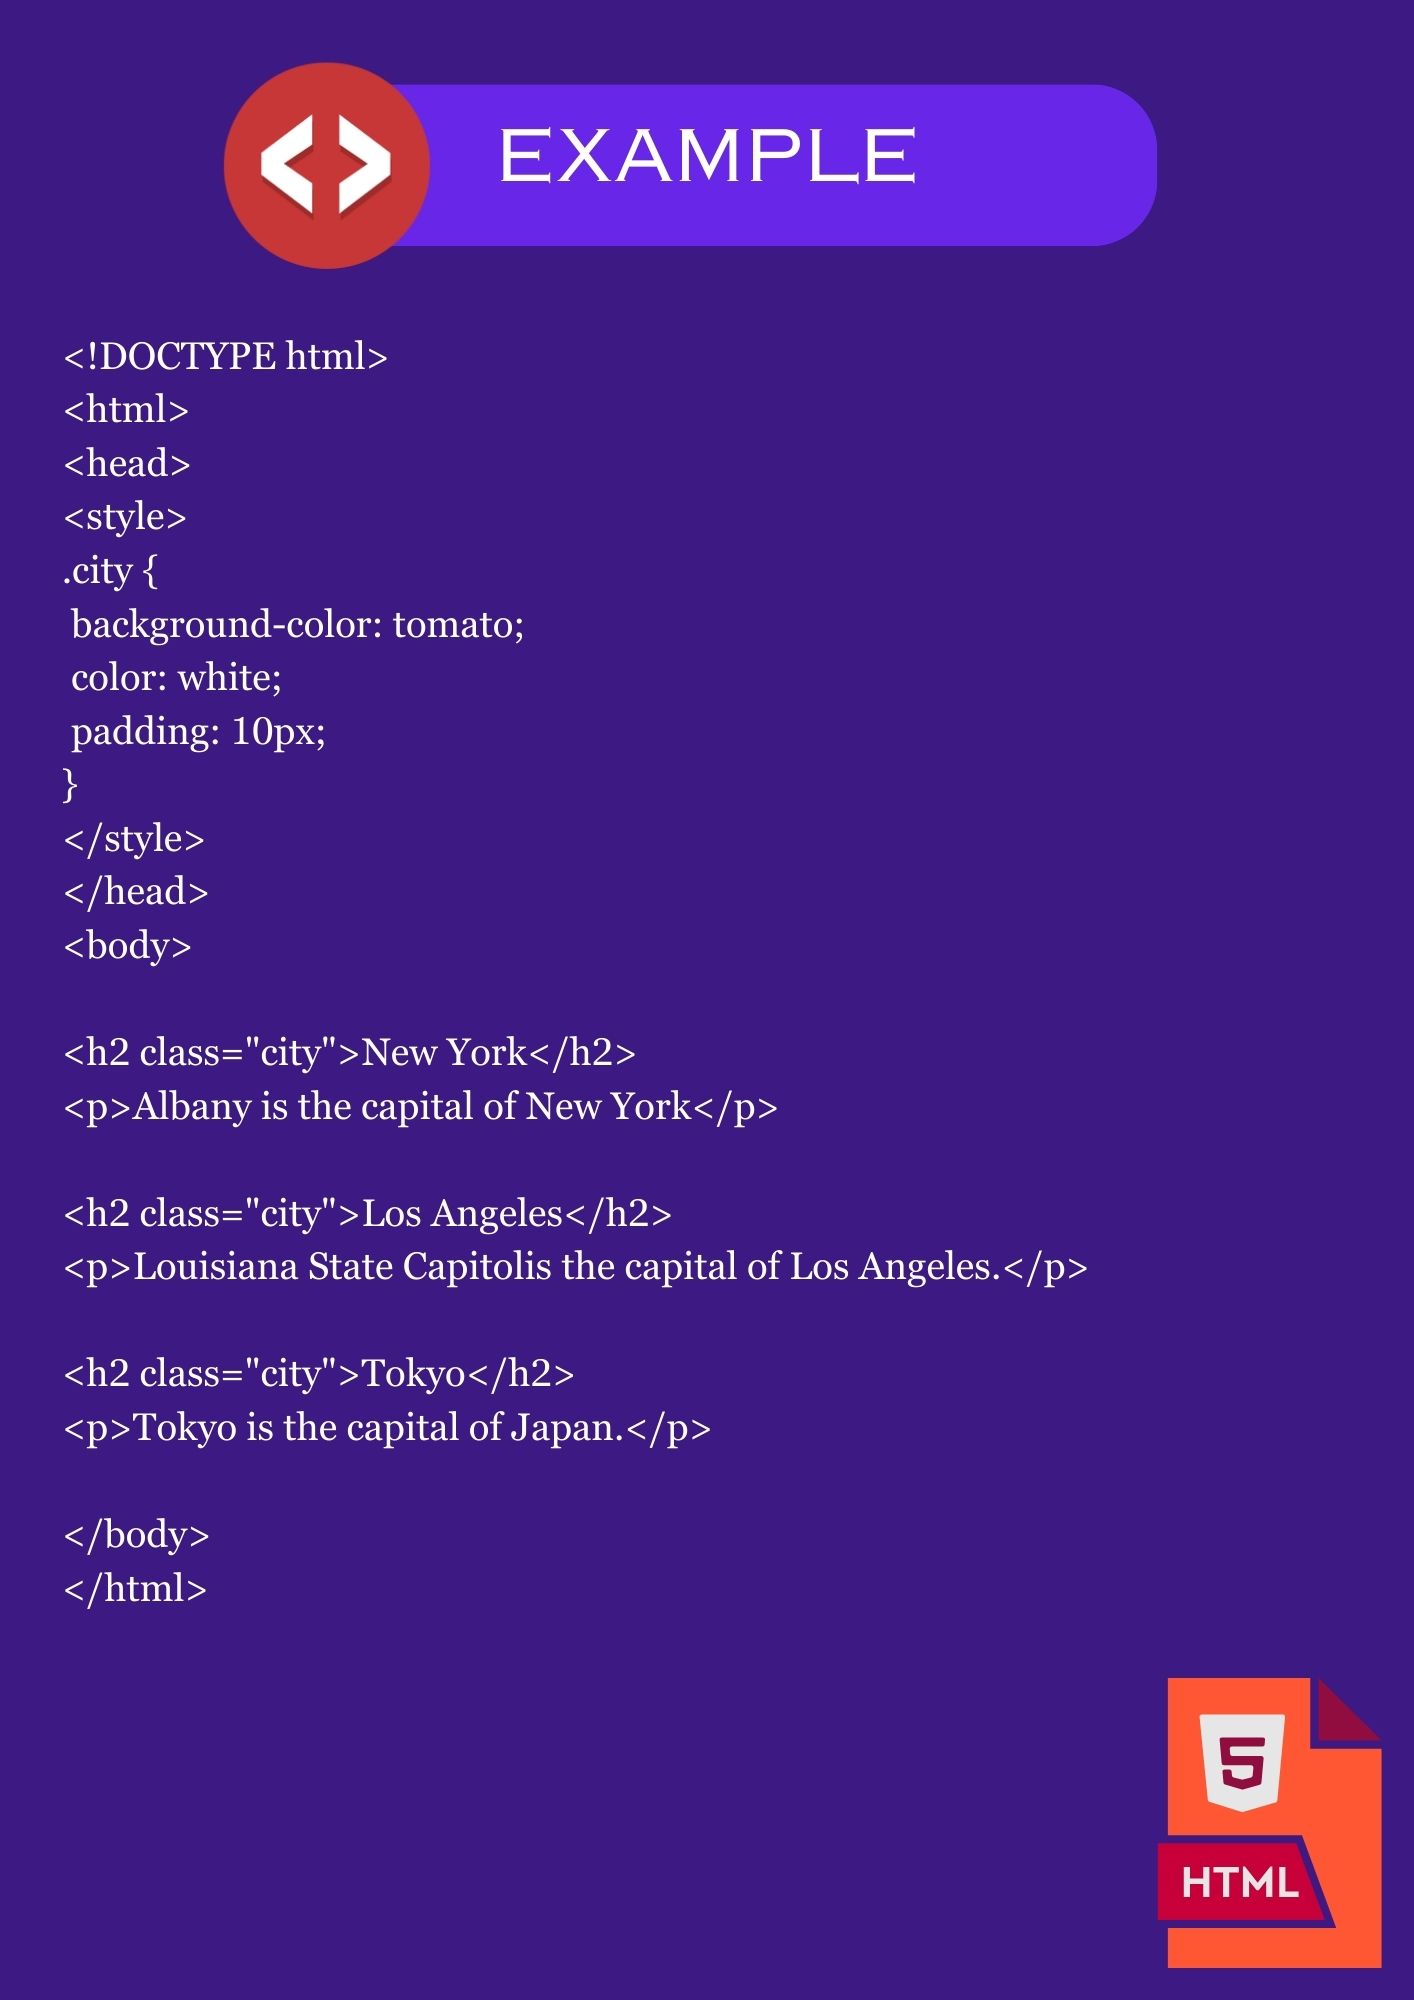 EXAMPLE
<!DOCTYPE html>
<html>
<head>
<style>
.city {
 background-color: tomato;
 color: white;
 padding: 10px;
}
</style>
</head>
<body>
<h2 class="city">New York</h2>
<p>Albany is the capital of New York</p>
<h2 class="city">Los Angeles</h2>
<p>Louisiana State Capitolis the capital of Los Angeles.</p>
<h2 class="city">Tokyo</h2>
<p>Tokyo is the capital of Japan.</p>
</body>
</html>
5
HTML